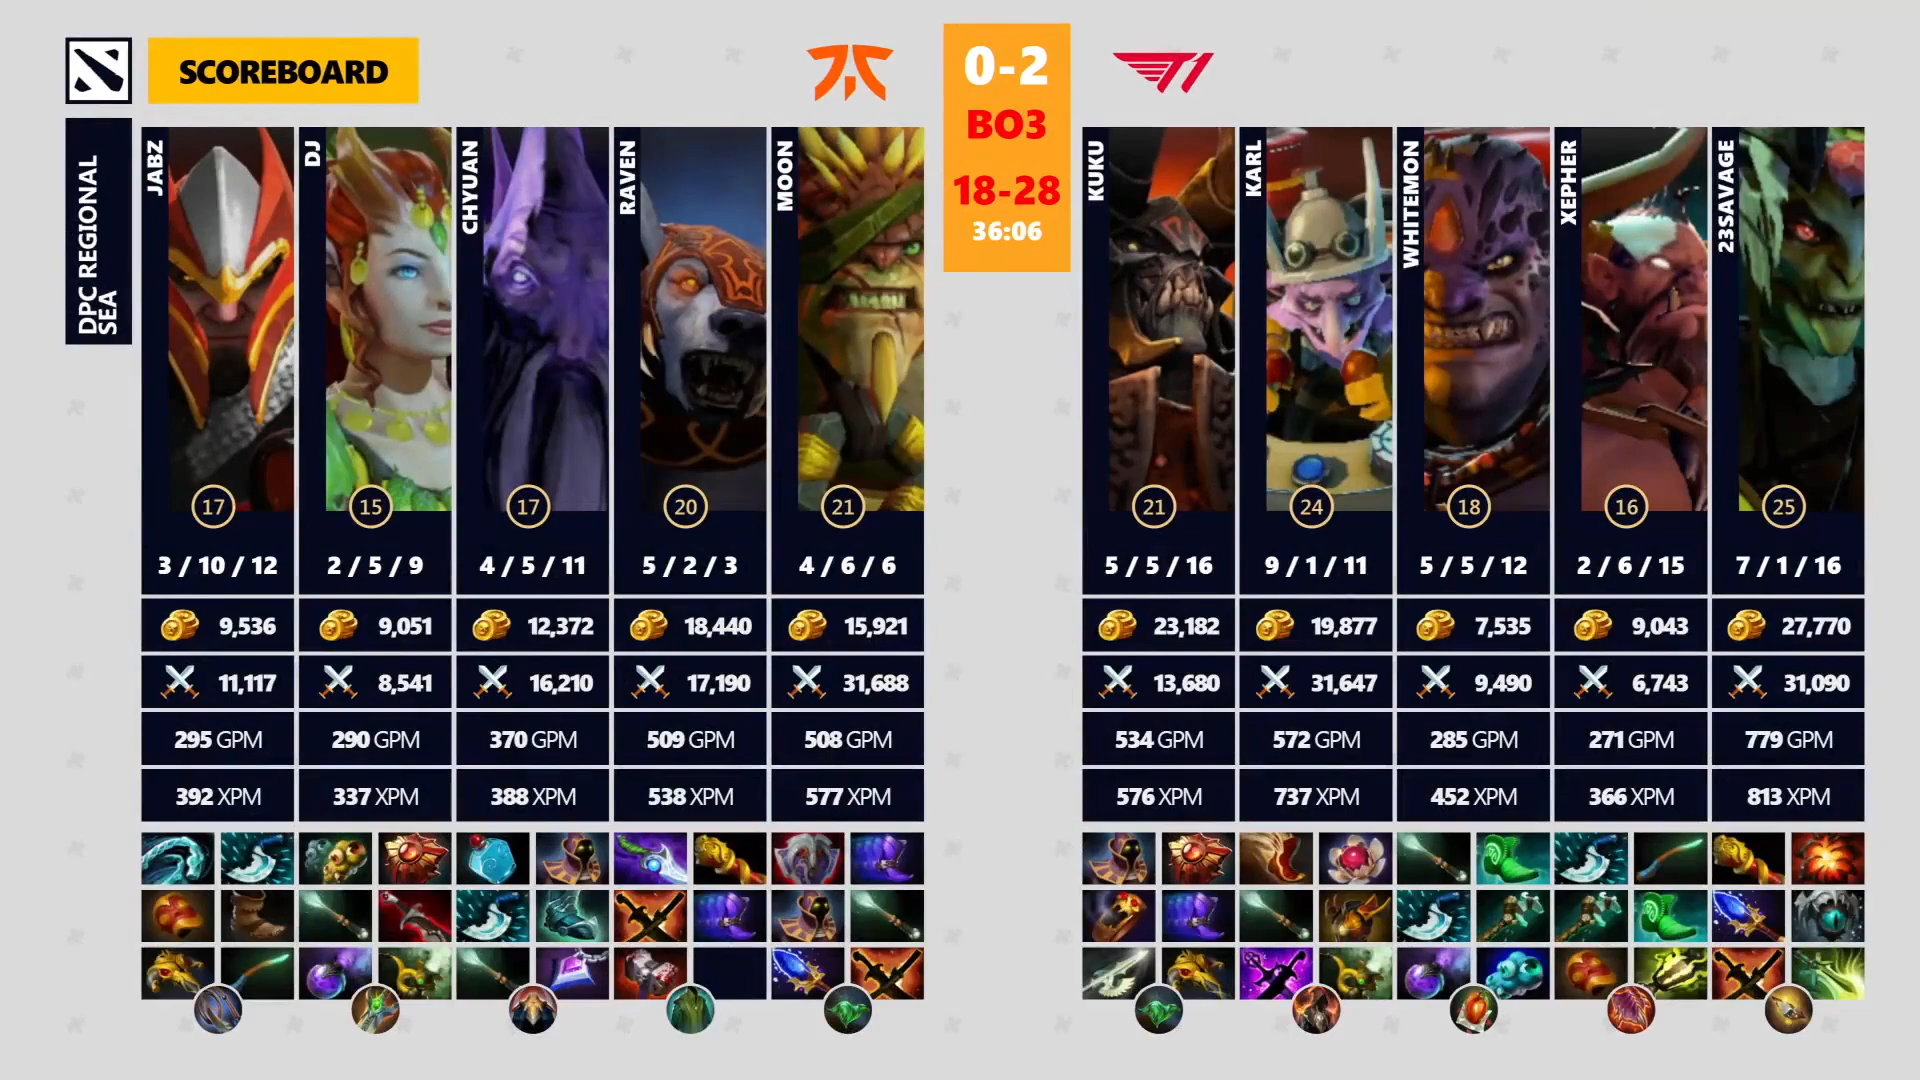 SCOREBOARD
0-2
BO3
18-28
36:06
T1
DPC REGIONAL
SEA
JABZ
DJ
CHYUAN
RAVEN
MOON
KUKU
KARL
WHITEMON
XEPHER
23SAVAGE
17 15 17 20 21 21 24 18 16 25
3 / 10 / 12 2 / 5 / 9 4 / 5 / 11 5 / 2 / 3 4 / 6 / 6 5 / 5 / 16 9 / 1 / 11 5 / 5 / 12 2 / 6 / 15 7 / 1 / 16
9,536 9,051 12,372 18,440 15,921 23,182 19,877 7,535 9,043 27,770
11,117 8,541 16,210 17,190 31,688 13,680 31,647 9,490 6,743 31,090
295 GPM 290 GPM 370 GPM 509 GPM 508 GPM 534 GPM 572 GPM 285 GPM 271 GPM 779 GPM
392 XPM 337 XPM 388 XPM 538 XPM 577 XPM 576 XPM 737 XPM 452 XPM 366 XPM 813 XPM